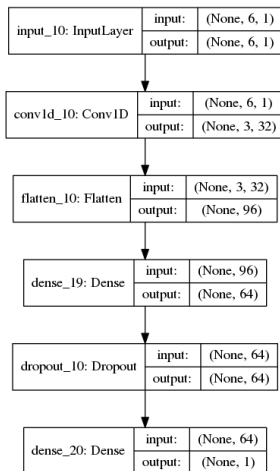 input_10: InputLayer
input: (None, 6, 1)
output: (None, 6, 1)
conv1d_10: Conv1D
input: (None, 6, 1)
output: (None, 3, 32)
flatten_10: Flatten
input: (None, 3, 32)
output: (None, 96)
dense_19: Dense
input: (None, 96)
output: (None, 64)
dropout_10: Dropout
input: (None, 64)
output: (None, 64)
dense_20: Dense
input: (None, 64)
output: (None, 1)